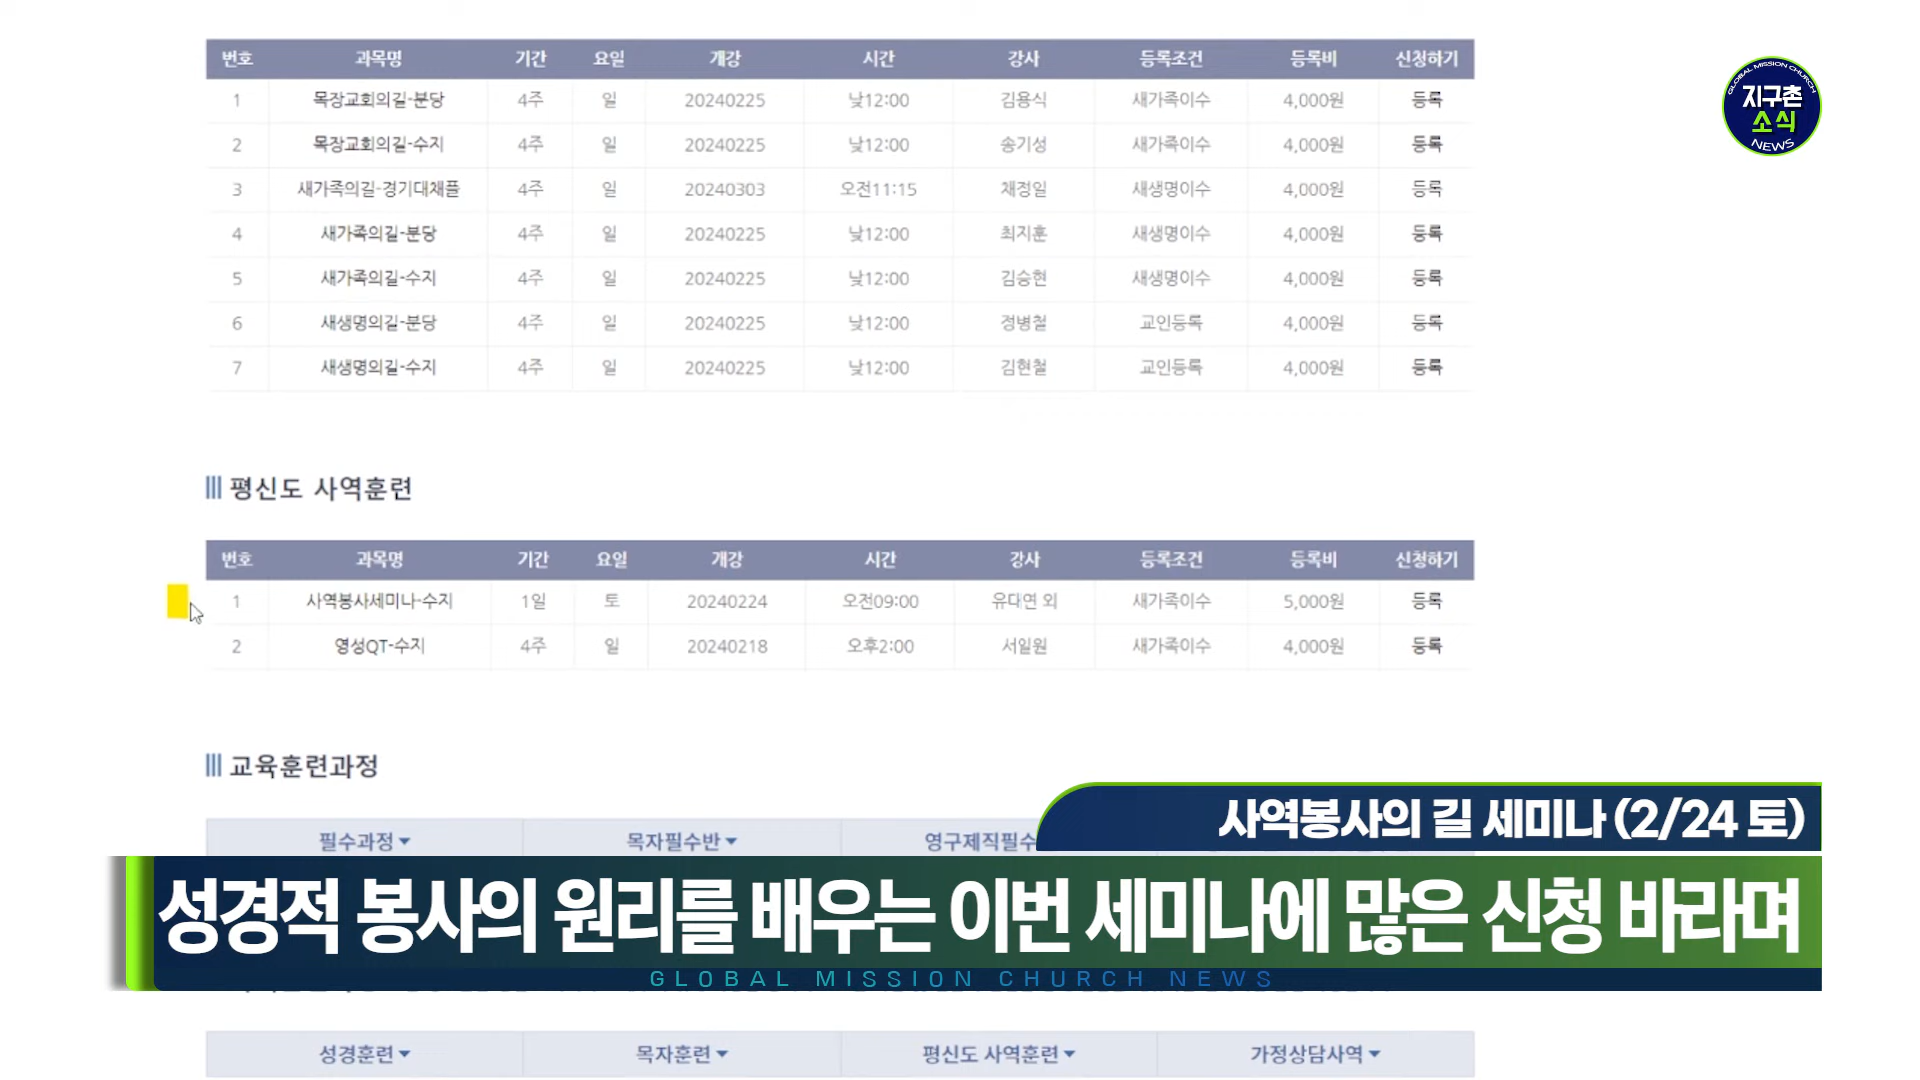 번호 과목명 기간 요일 개강 시간 강사 등록조건 등록비 신청하기
1 목장교회의길-분당 4주 일 20240225 낮12:00 김용식 새가족이수 4,000원 등록
2 목장교회의길-수지 4주 일 20240225 낮12:00 송기성 새가족이수 4,000원 등록
3 새가족의길-경기대채플 4주 일 20240303 오전11:15 채정일 새생명이수 4,000원 등록
4 새가족의길-분당 4주 일 20240225 낮12:00 최지훈 새생명이수 4,000원 등록
5 새가족의길-수지 4주 일 20240225 낮12:00 김승현 새생명이수 4,000원 등록
6 새생명의길-분당 4주 일 20240225 낮12:00 정병철 교인등록 4,000원 등록
7 새생명의길-수지 4주 일 20240225 낮12:00 김현철 교인등록 4,000원 등록
GLOBAL MISSION CHURCH
지구촌
소식
NEWS
평신도 사역훈련
번호 과목명 기간 요일 개강 시간 강사 등록조건 등록비 신청하기
1 사역봉사세미나-수지 1일 토 20240224 오전09:00 유대연 외 새가족이수 5,000원 등록
2 영성QT-수지 4주 일 20240218 오후2:00 서일원 새가족이수 4,000원 등록
교육훈련과정
필수과정 목자필수반 영구제직필수
사역봉사의 길 세미나 (2/24 토)
성경적 봉사의 원리를 배우는 이번 세미나에 많은 신청 바라며
GLOBAL MISSION CHURCH NEWS
성경훈련 목자훈련 평신도 사역훈련 가정상담사역